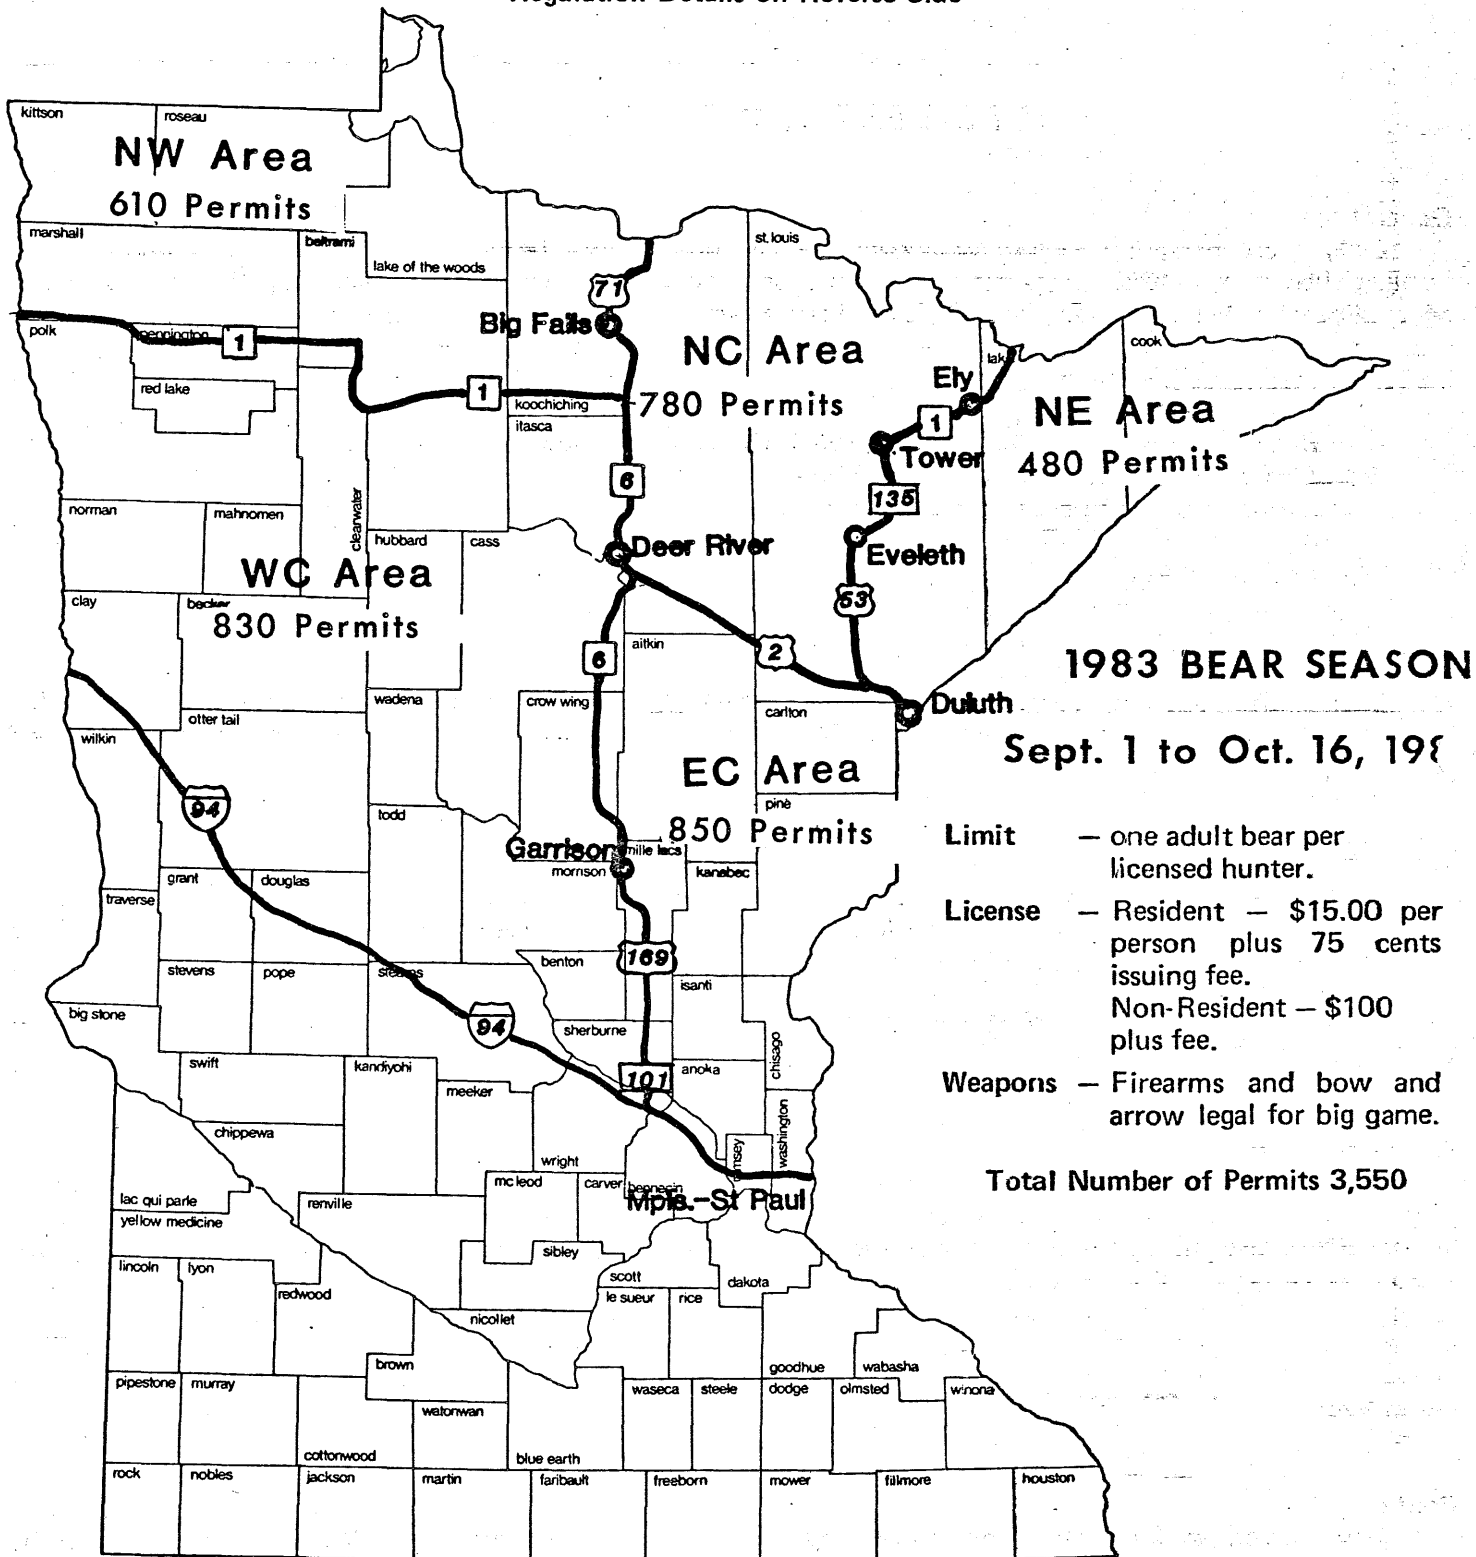 Regulation Details on Reverse Side
kittson
roseau
NW Area
610 Permits
marshall
beltrami
lake of the woods
st. louis
71
Big Falls
polk
pennington
1
NC Area
cook
lake
red lake
1
koochiching
780 Permits
Ely
NE Area
1
itasca
Tower
480 Permits
6
135
norman
mahnomen
clearwater
hubbard
cass
Deer River
Eveleth
WC Area
830 Permits
clay
becker
53
aitkin
2
6
1983 BEAR SEASON
wadena
crow wing
carlton
Duluth
otter tail
wilkin
Sept. 1 to Oct. 16, 198
EC Area
850 Permits
94
todd
pine
Garrison
mille lacs
morrison
kanabec
Limit – one adult bear per
licensed hunter.
grant
douglas
traverse
License – Resident – $15.00 per
person plus 75 cents
issuing fee.
Non-Resident – $100
plus fee.
169
benton
stevens
pope
stearns
isanti
big stone
94
sherburne
chisago
swift
kandiyohi
101
anoka
meeker
Weapons – Firearms and bow and
arrow legal for big game.
chippewa
washington
ramsey
wright
mc leod
carver
hennepin
Mpls.-St Paul
Total Number of Permits 3,550
lac qui parle
renville
yellow medicine
sibley
lincoln
lyon
scott
dakota
redwood
le sueur
rice
nicollet
brown
goodhue
wabasha
pipestone
murray
waseca
steele
dodge
olmsted
winona
watonwan
cottonwood
blue earth
rock
nobles
jackson
martin
faribault
freeborn
mower
fillmore
houston